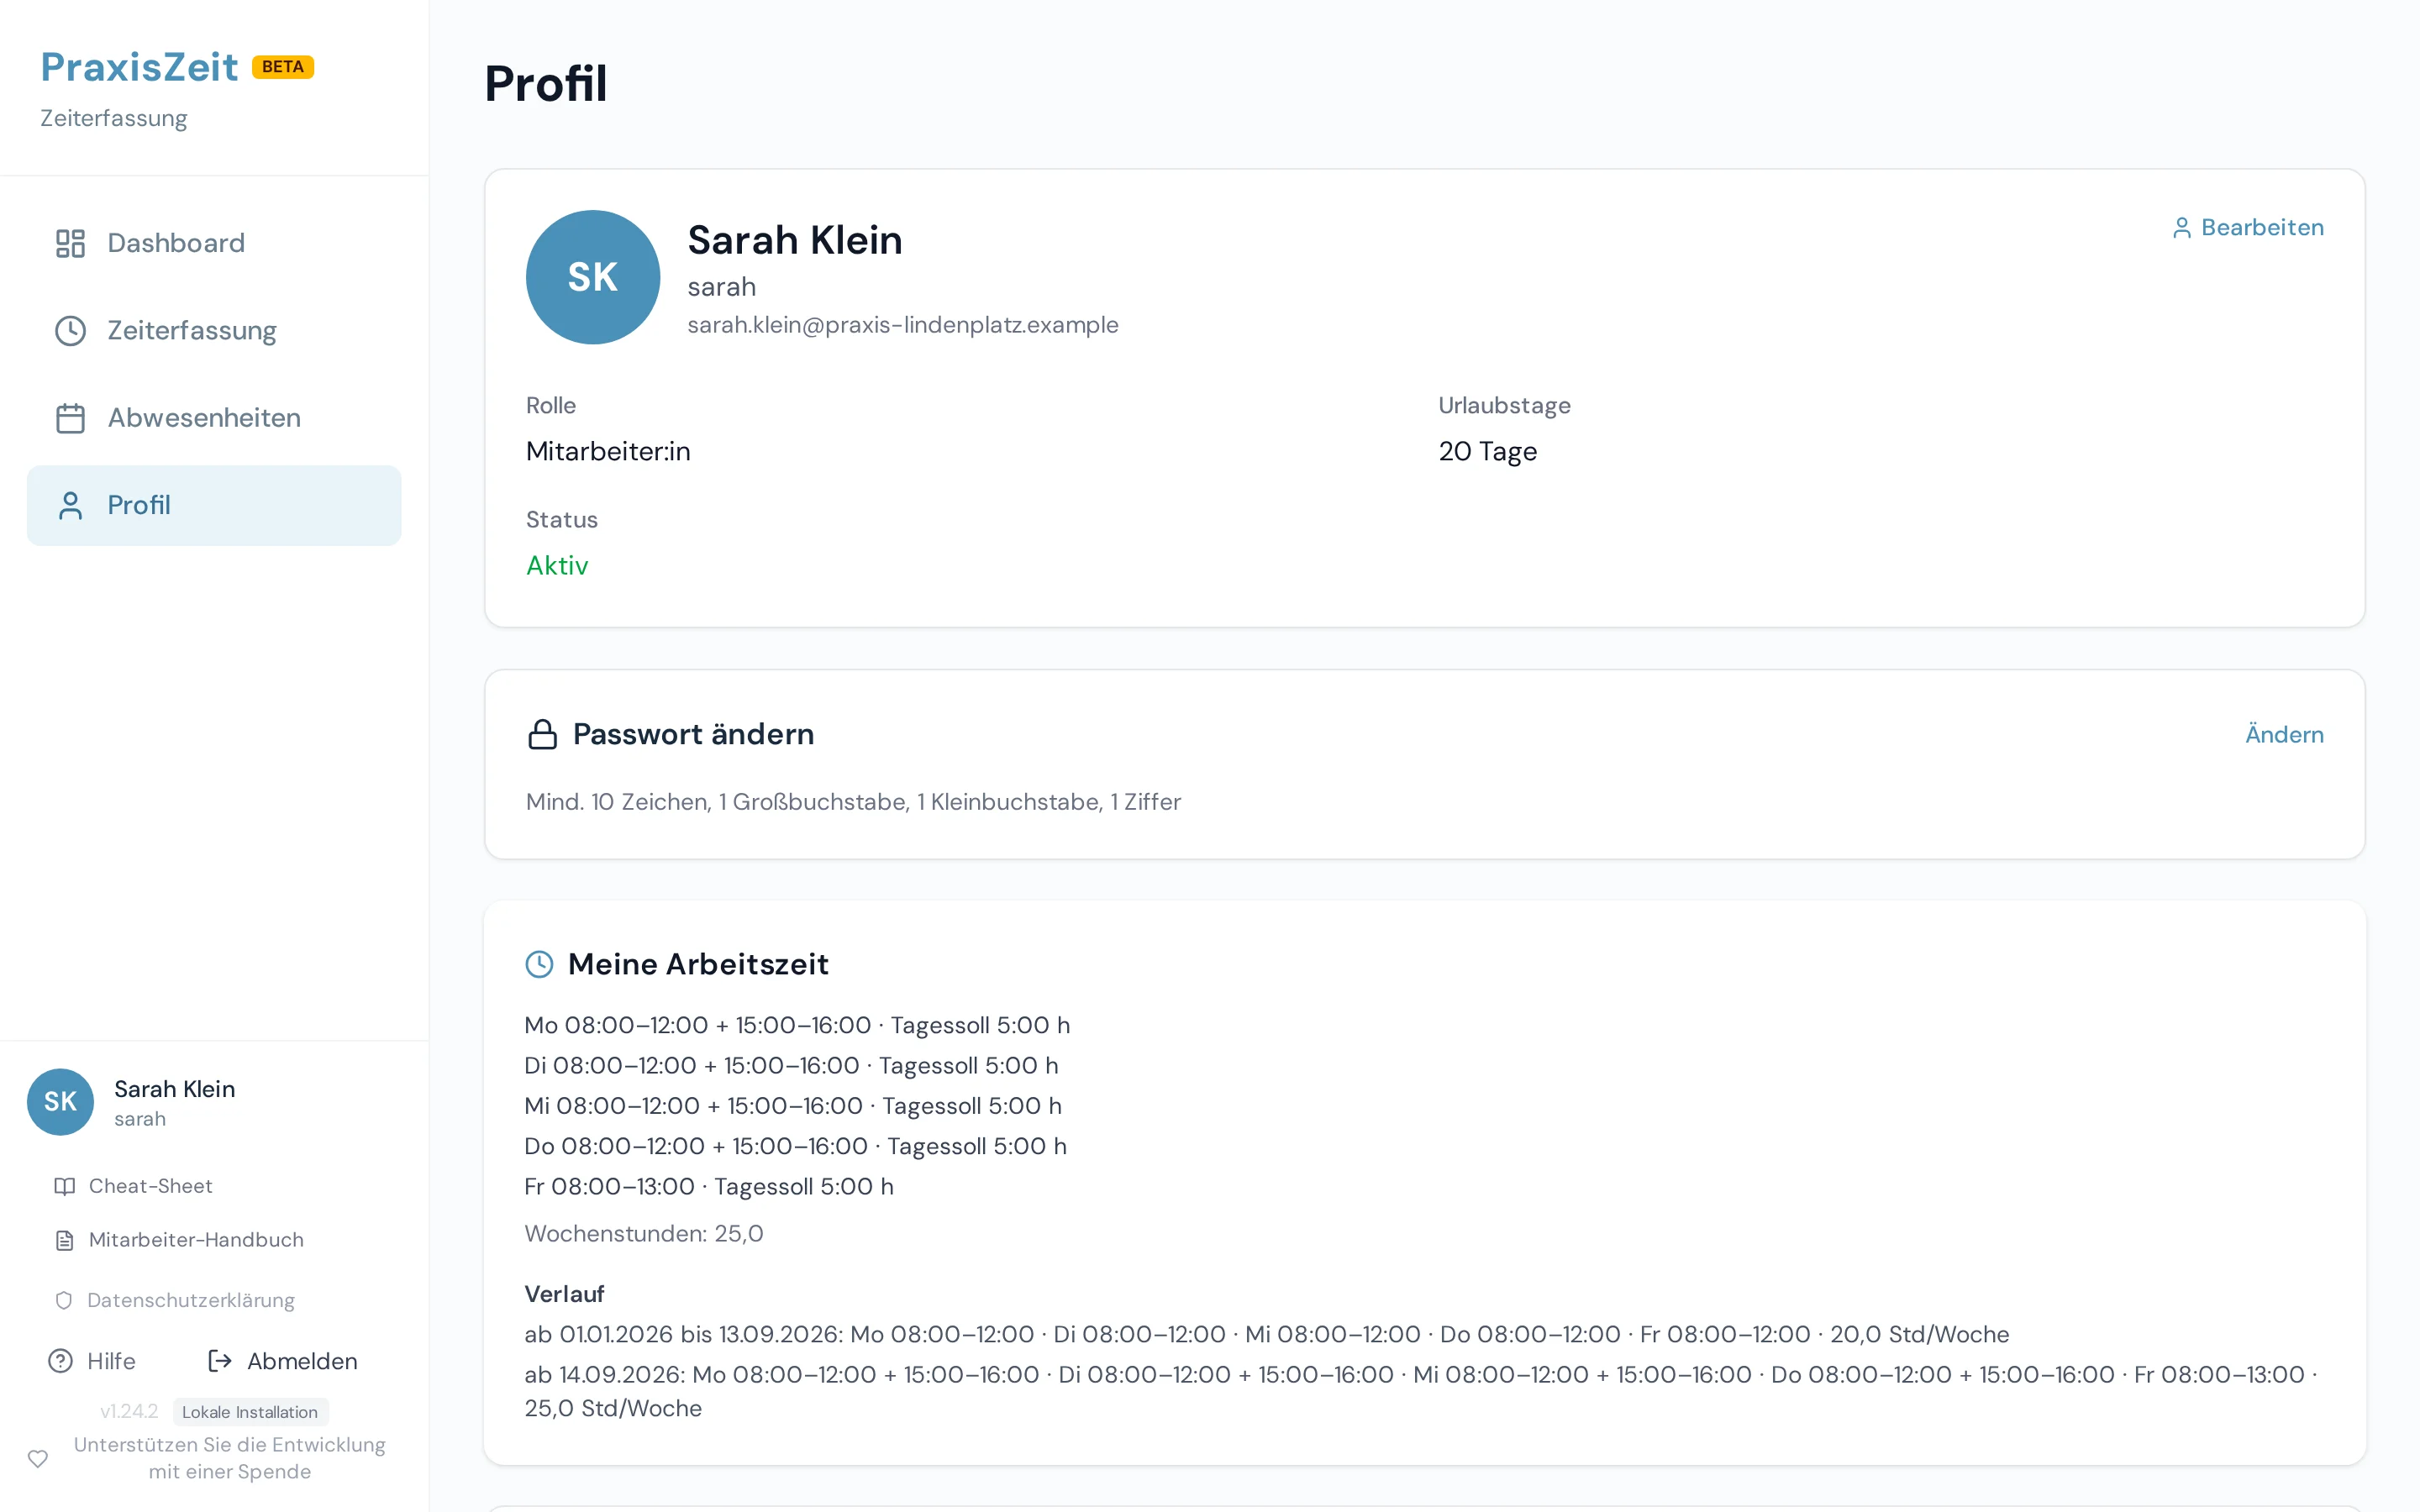 PraxisZeit BETA
Zeiterfassung
Dashboard
Zeiterfassung
Abwesenheiten
Profil
SK
Sarah Klein
sarah
Cheat-Sheet
Mitarbeiter-Handbuch
Datenschutzerklärung
Hilfe
Abmelden
v1.24.2 Lokale Installation
Unterstützen Sie die Entwicklung
mit einer Spende
Profil
SK
Sarah Klein
sarah
sarah.klein@praxis-lindenplatz.example
Bearbeiten
Rolle
Mitarbeiter:in
Urlaubstage
20 Tage
Status
Aktiv
Passwort ändern
Ändern
Mind. 10 Zeichen, 1 Großbuchstabe, 1 Kleinbuchstabe, 1 Ziffer
Meine Arbeitszeit
Mo 08:00–12:00 + 15:00–16:00 · Tagessoll 5:00 h
Di 08:00–12:00 + 15:00–16:00 · Tagessoll 5:00 h
Mi 08:00–12:00 + 15:00–16:00 · Tagessoll 5:00 h
Do 08:00–12:00 + 15:00–16:00 · Tagessoll 5:00 h
Fr 08:00–13:00 · Tagessoll 5:00 h
Wochenstunden: 25,0
Verlauf
ab 01.01.2026 bis 13.09.2026: Mo 08:00–12:00 · Di 08:00–12:00 · Mi 08:00–12:00 · Do 08:00–12:00 · Fr 08:00–12:00 · 20,0 Std/Woche
ab 14.09.2026: Mo 08:00–12:00 + 15:00–16:00 · Di 08:00–12:00 + 15:00–16:00 · Mi 08:00–12:00 + 15:00–16:00 · Do 08:00–12:00 + 15:00–16:00 · Fr 08:00–13:00 ·
25,0 Std/Woche